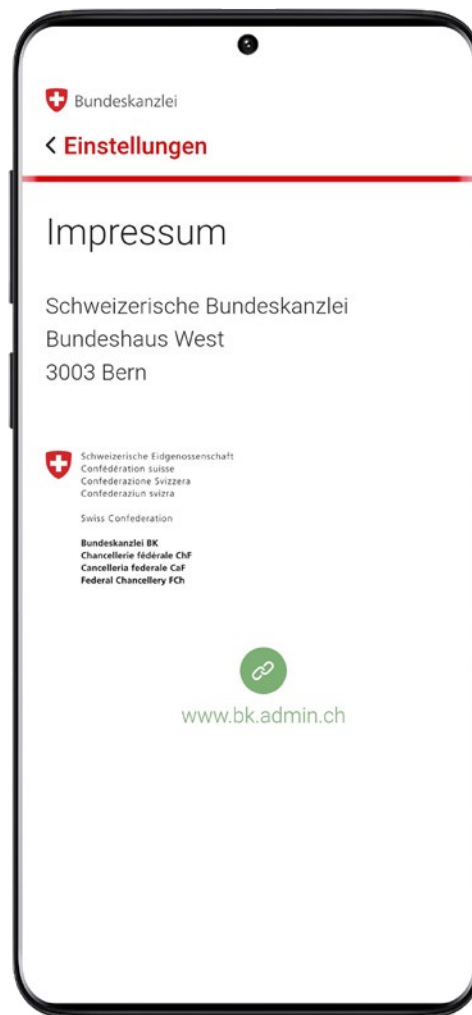 Bundeskanzlei
Einstellungen
Impressum
Schweizerische Bundeskanzlei
Bundeshaus West
3003 Bern
Schweizerische Eidgenossenschaft
Confédération suisse
Confederazione Svizzera
Confederaziun svizra
Swiss Confederation
Bundeskanzlei BK
Chancellerie fédérale ChF
Cancelleria federale CaF
Federal Chancellery FCh
www.bk.admin.ch